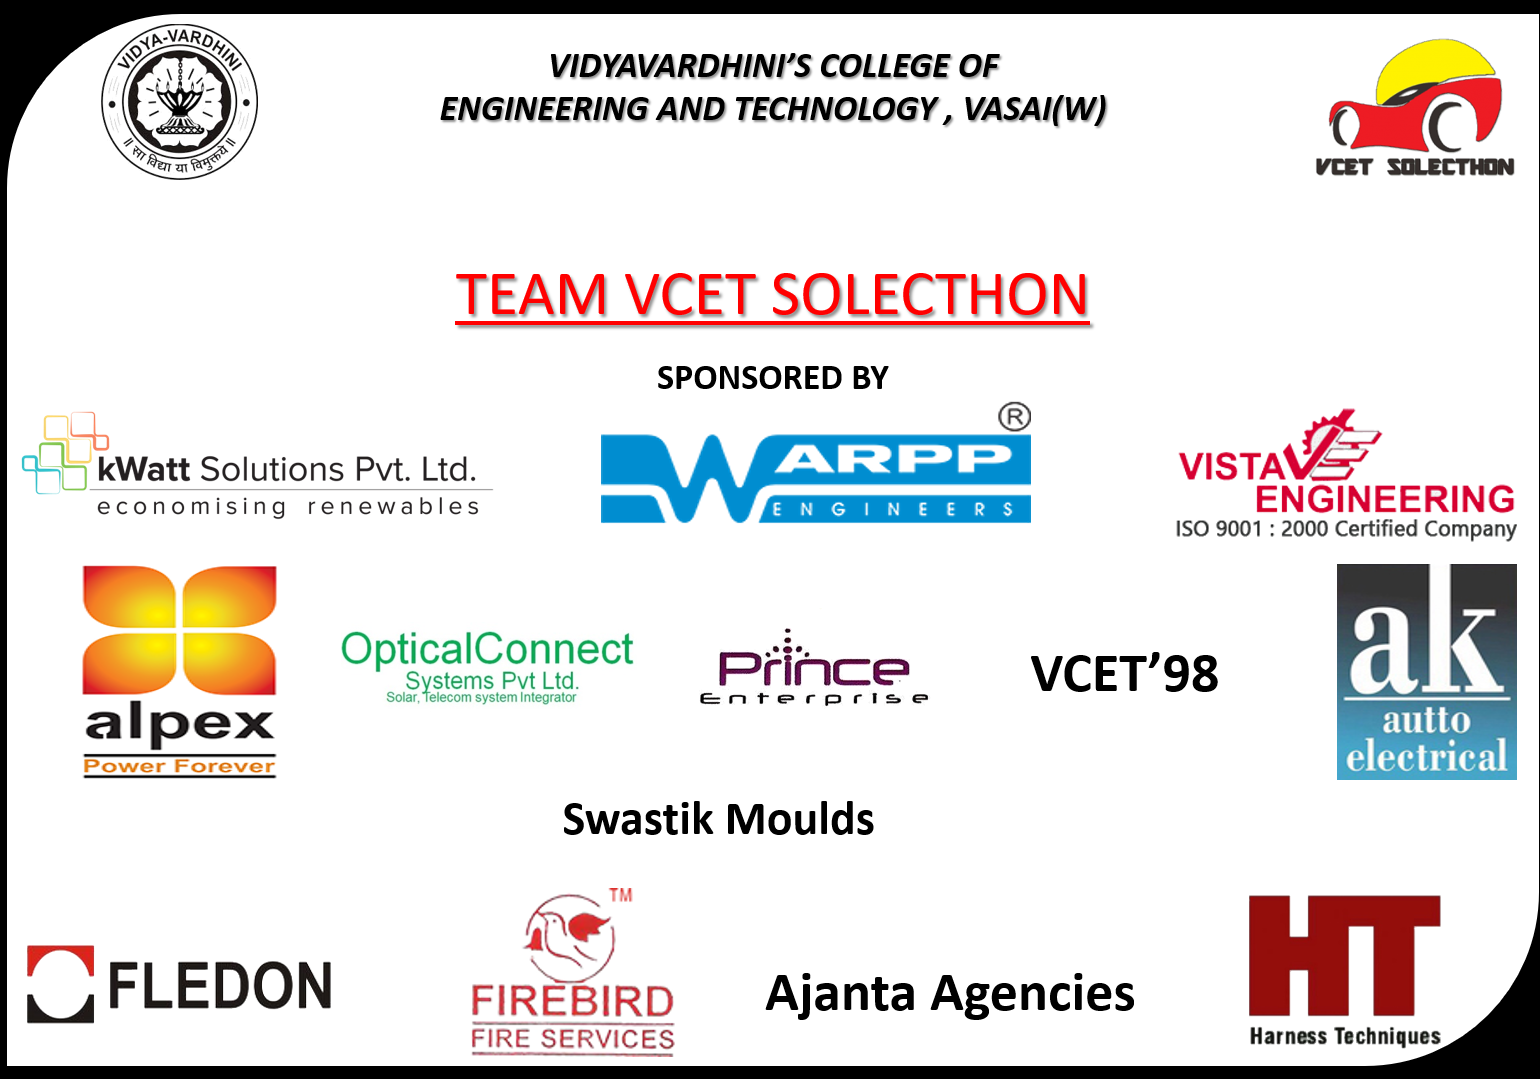 VIDYA-VARDHINI
॥ सा विद्या या विमुक्तये ॥
VIDYAVARDHINI’S COLLEGE OF
ENGINEERING AND TECHNOLOGY , VASAI(W)
VCET SOLECTHON
TEAM VCET SOLECTHON
SPONSORED BY
kWatt Solutions Pvt. Ltd.
economising renewables
WARPP ®
ENGINEERS
VISTA
ENGINEERING
ISO 9001 : 2000 Certified Company
alpex
Power Forever
OpticalConnect
Systems Pvt Ltd.
Solar, Telecom system Integrator
Prince
Enterprise
VCET’98
ak
autto
electrical
Swastik Moulds
FLEDON
TM
FIREBIRD
FIRE SERVICES
Ajanta Agencies
HT
Harness Techniques